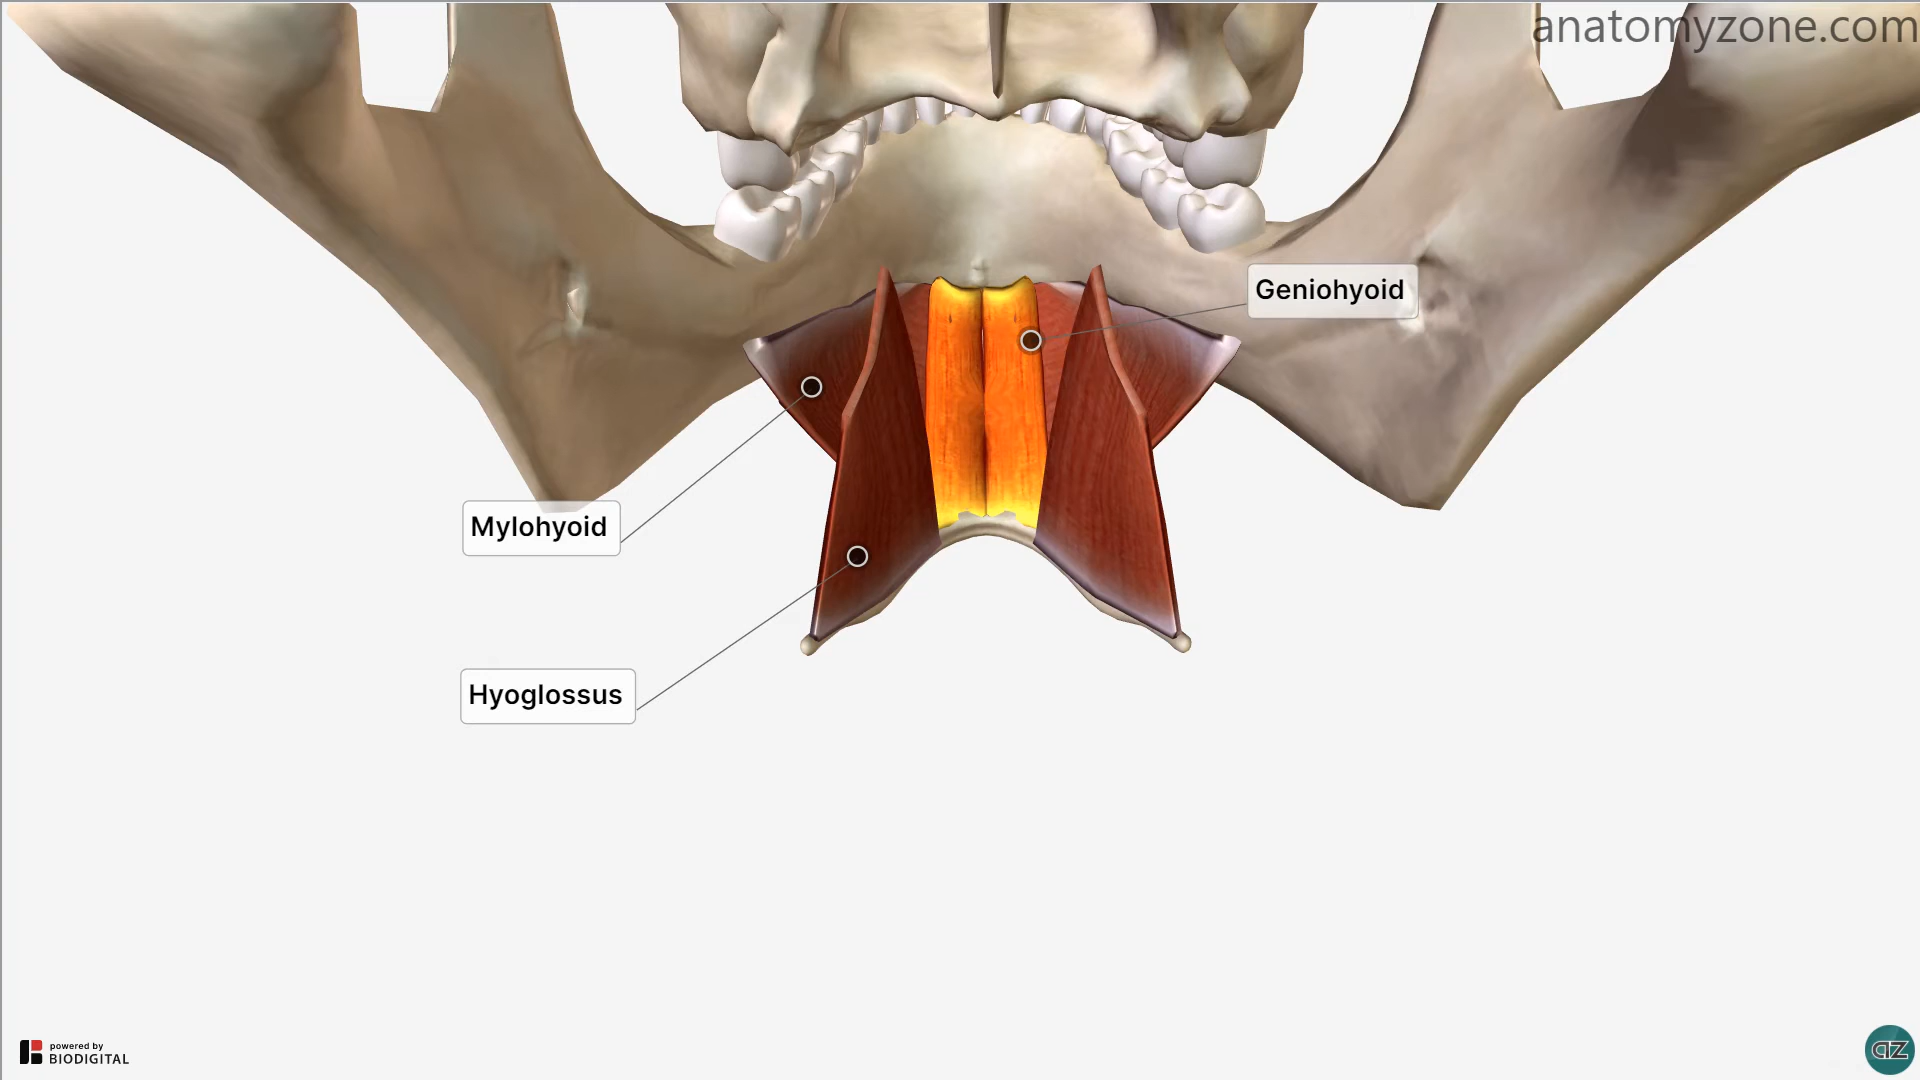 anatomyzone.com
Geniohyoid
Mylohyoid
Hyoglossus
powered by
BIODIGITAL
az